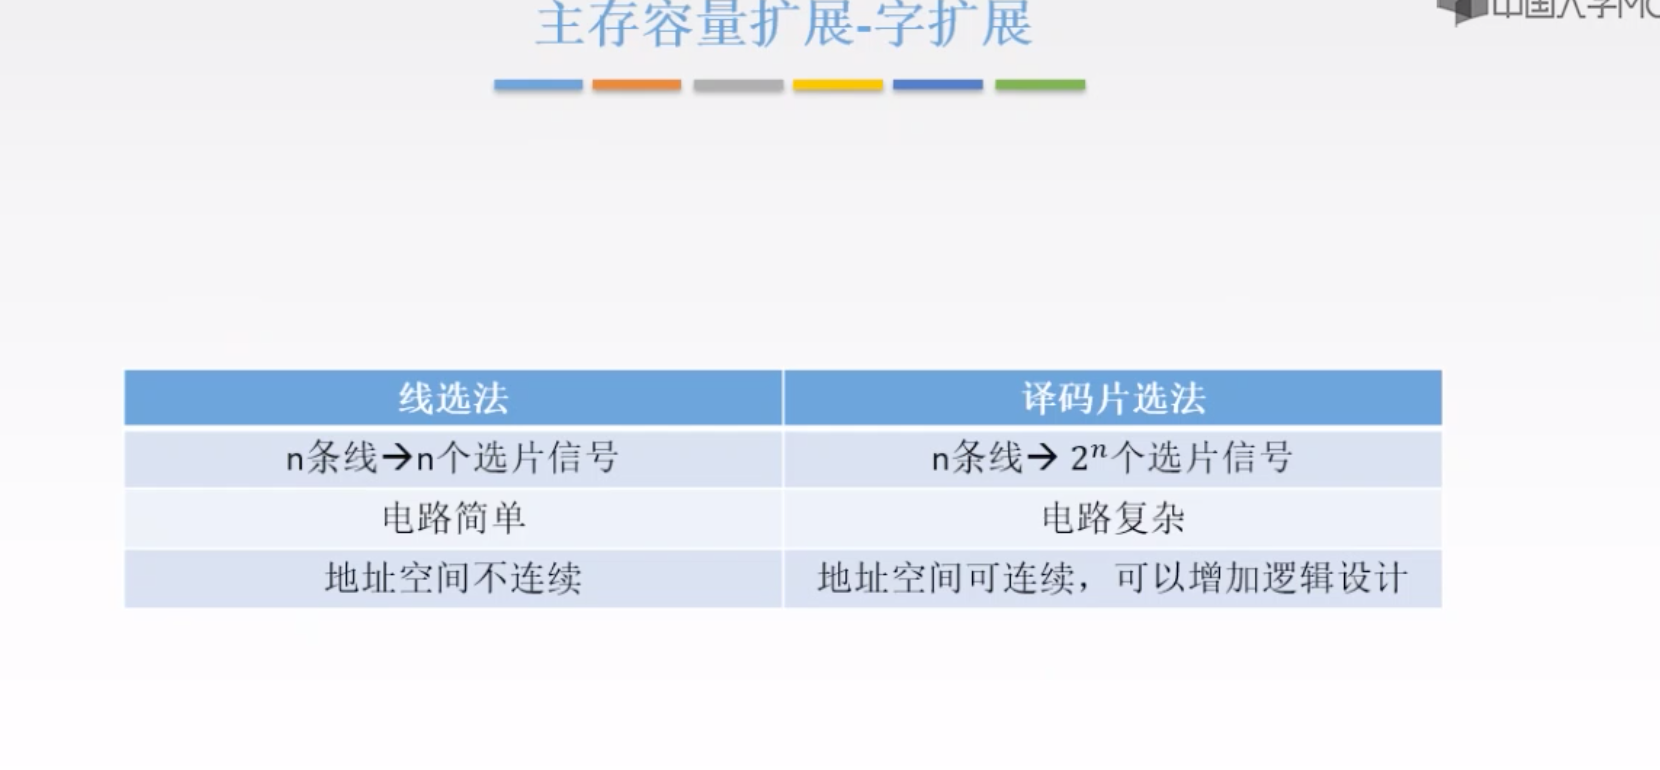 主存容量扩展-字扩展
中国大学MO
线选法
译码片选法
n条线→n个选片信号
n条线→ 2ⁿ个选片信号
电路简单
电路复杂
地址空间不连续
地址空间可连续，可以增加逻辑设计